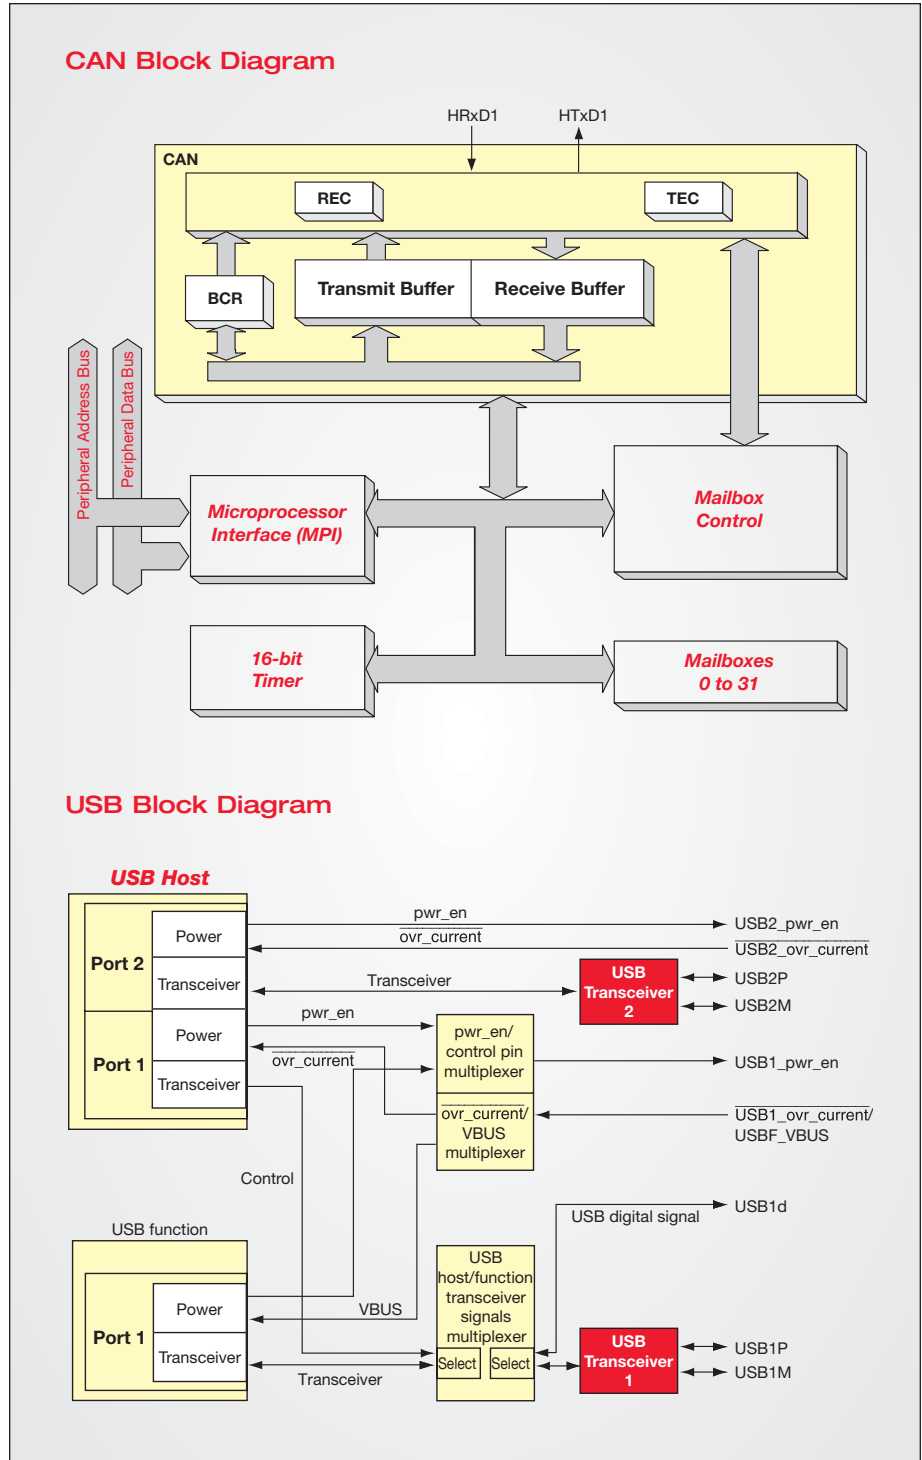 CAN Block Diagram
HRxD1
HTxD1
CAN
REC
TEC
BCR
Transmit Buffer
Receive Buffer
Peripheral Address Bus
Peripheral Data Bus
Microprocessor
Interface (MPI)
Mailbox
Control
16-bit
Timer
Mailboxes
0 to 31
USB Block Diagram
USB Host
Port 2
Power
Transceiver
Port 1
Power
Transceiver
pwr_en
ovr_current
Transceiver
pwr_en
ovr_current
USB
Transceiver
2
USB2_pwr_en
USB2_ovr_current
USB2P
USB2M
pwr_en/
control pin
multiplexer
ovr_current/
VBUS
multiplexer
USB1_pwr_en
USB1_ovr_current/
USBF_VBUS
Control
USB function
Port 1
Power
Transceiver
VBUS
Transceiver
USB
host/function
transceiver
signals
multiplexer
Select
Select
USB digital signal
USB1d
USB
Transceiver
1
USB1P
USB1M